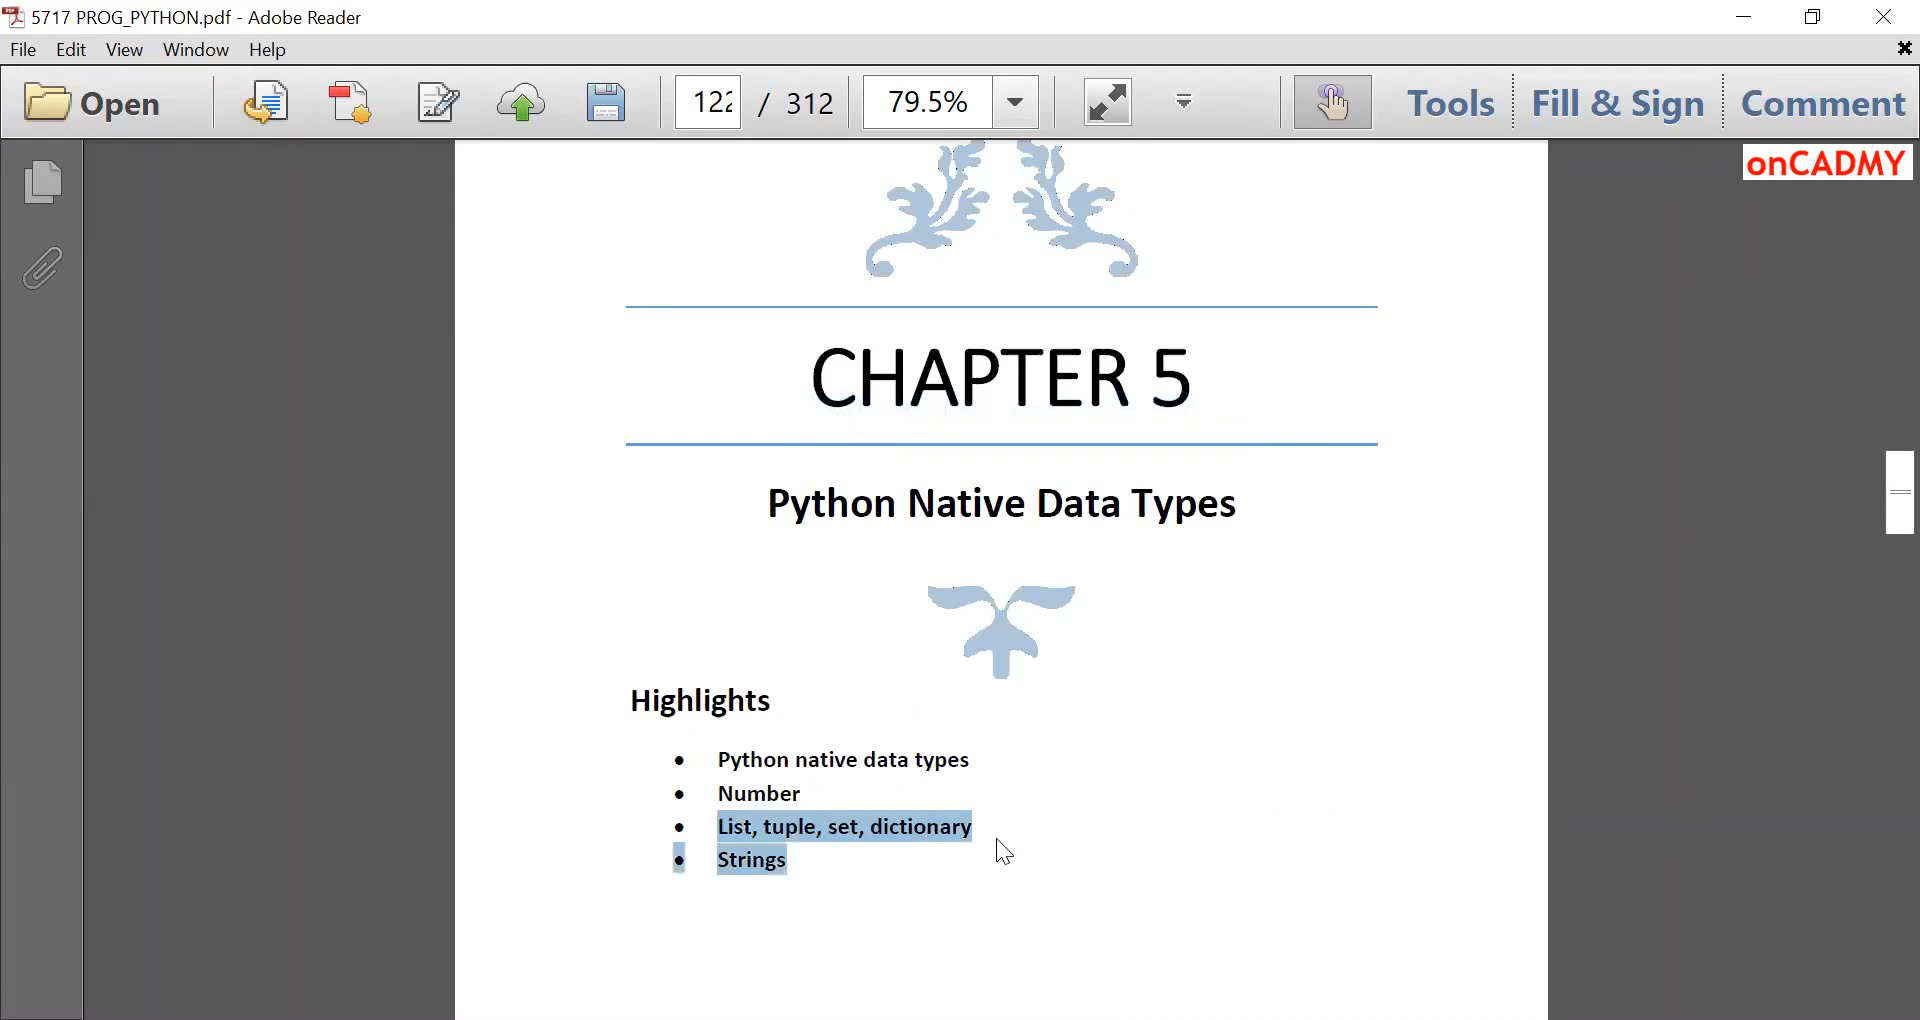 5717 PROG_PYTHON.pdf - Adobe Reader
File Edit View Window Help
Open 122 / 312 79.5% Tools Fill & Sign Comment
onCADMY
CHAPTER 5
Python Native Data Types
Highlights
• Python native data types
• Number
• List, tuple, set, dictionary
• Strings